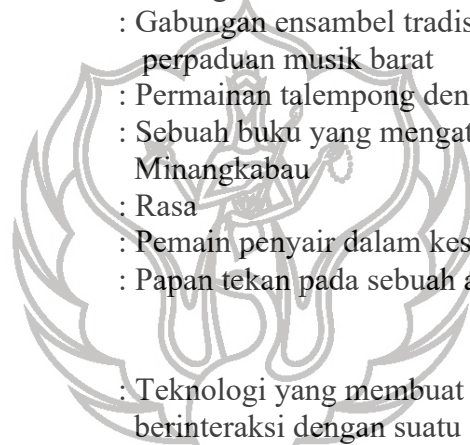 : Gabungan ensambel tradis
perpaduan musik barat
: Permainan talempong den
: Sebuah buku yang mengat
Minangkabau
: Rasa
: Pemain penyair dalam kes
: Papan tekan pada sebuah a
: Teknologi yang membuat
berinteraksi dengan suatu